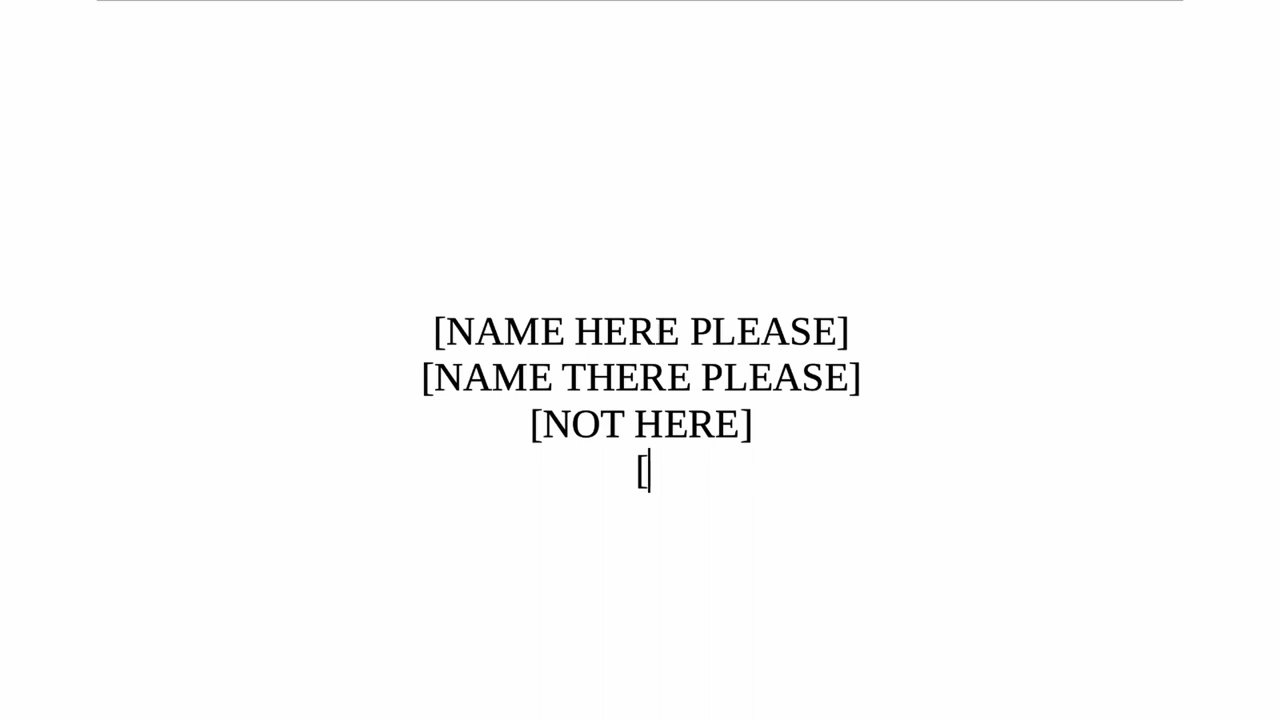 [NAME HERE PLEASE]
[NAME THERE PLEASE]
[NOT HERE]
[